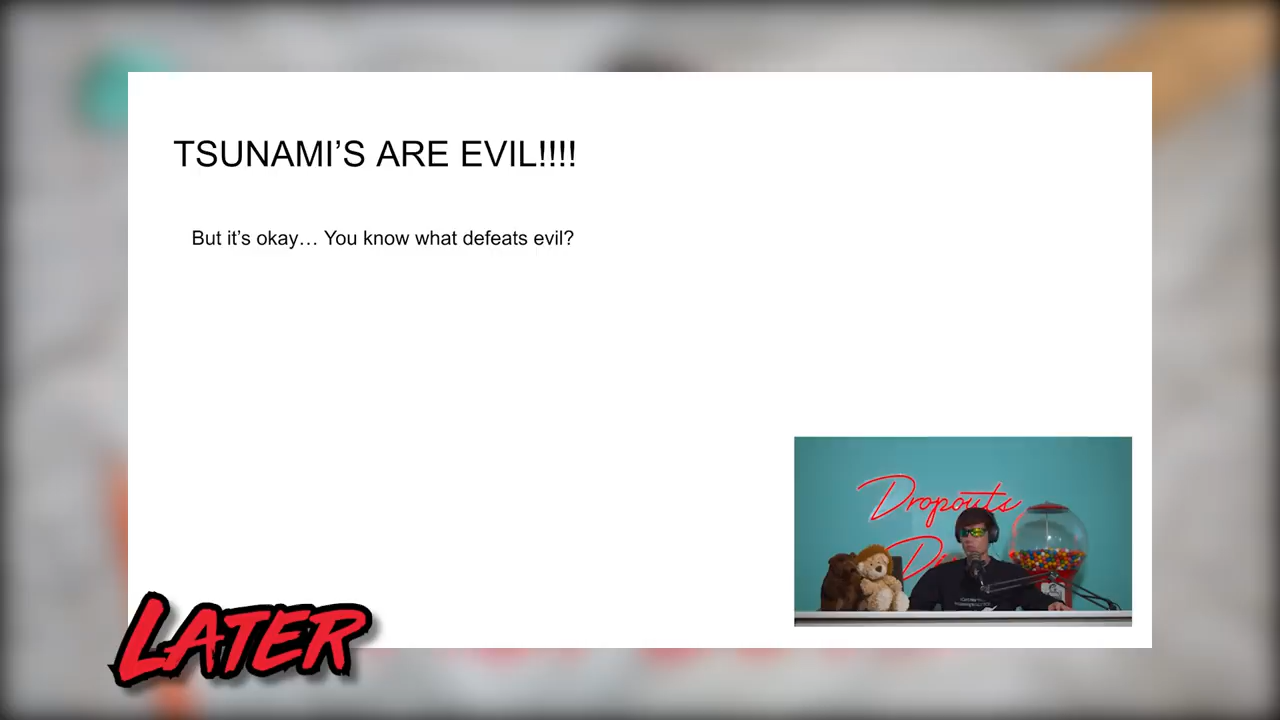 TSUNAMI'S ARE EVIL!!!!
But it's okay… You know what defeats evil?
Dropouts
LATER